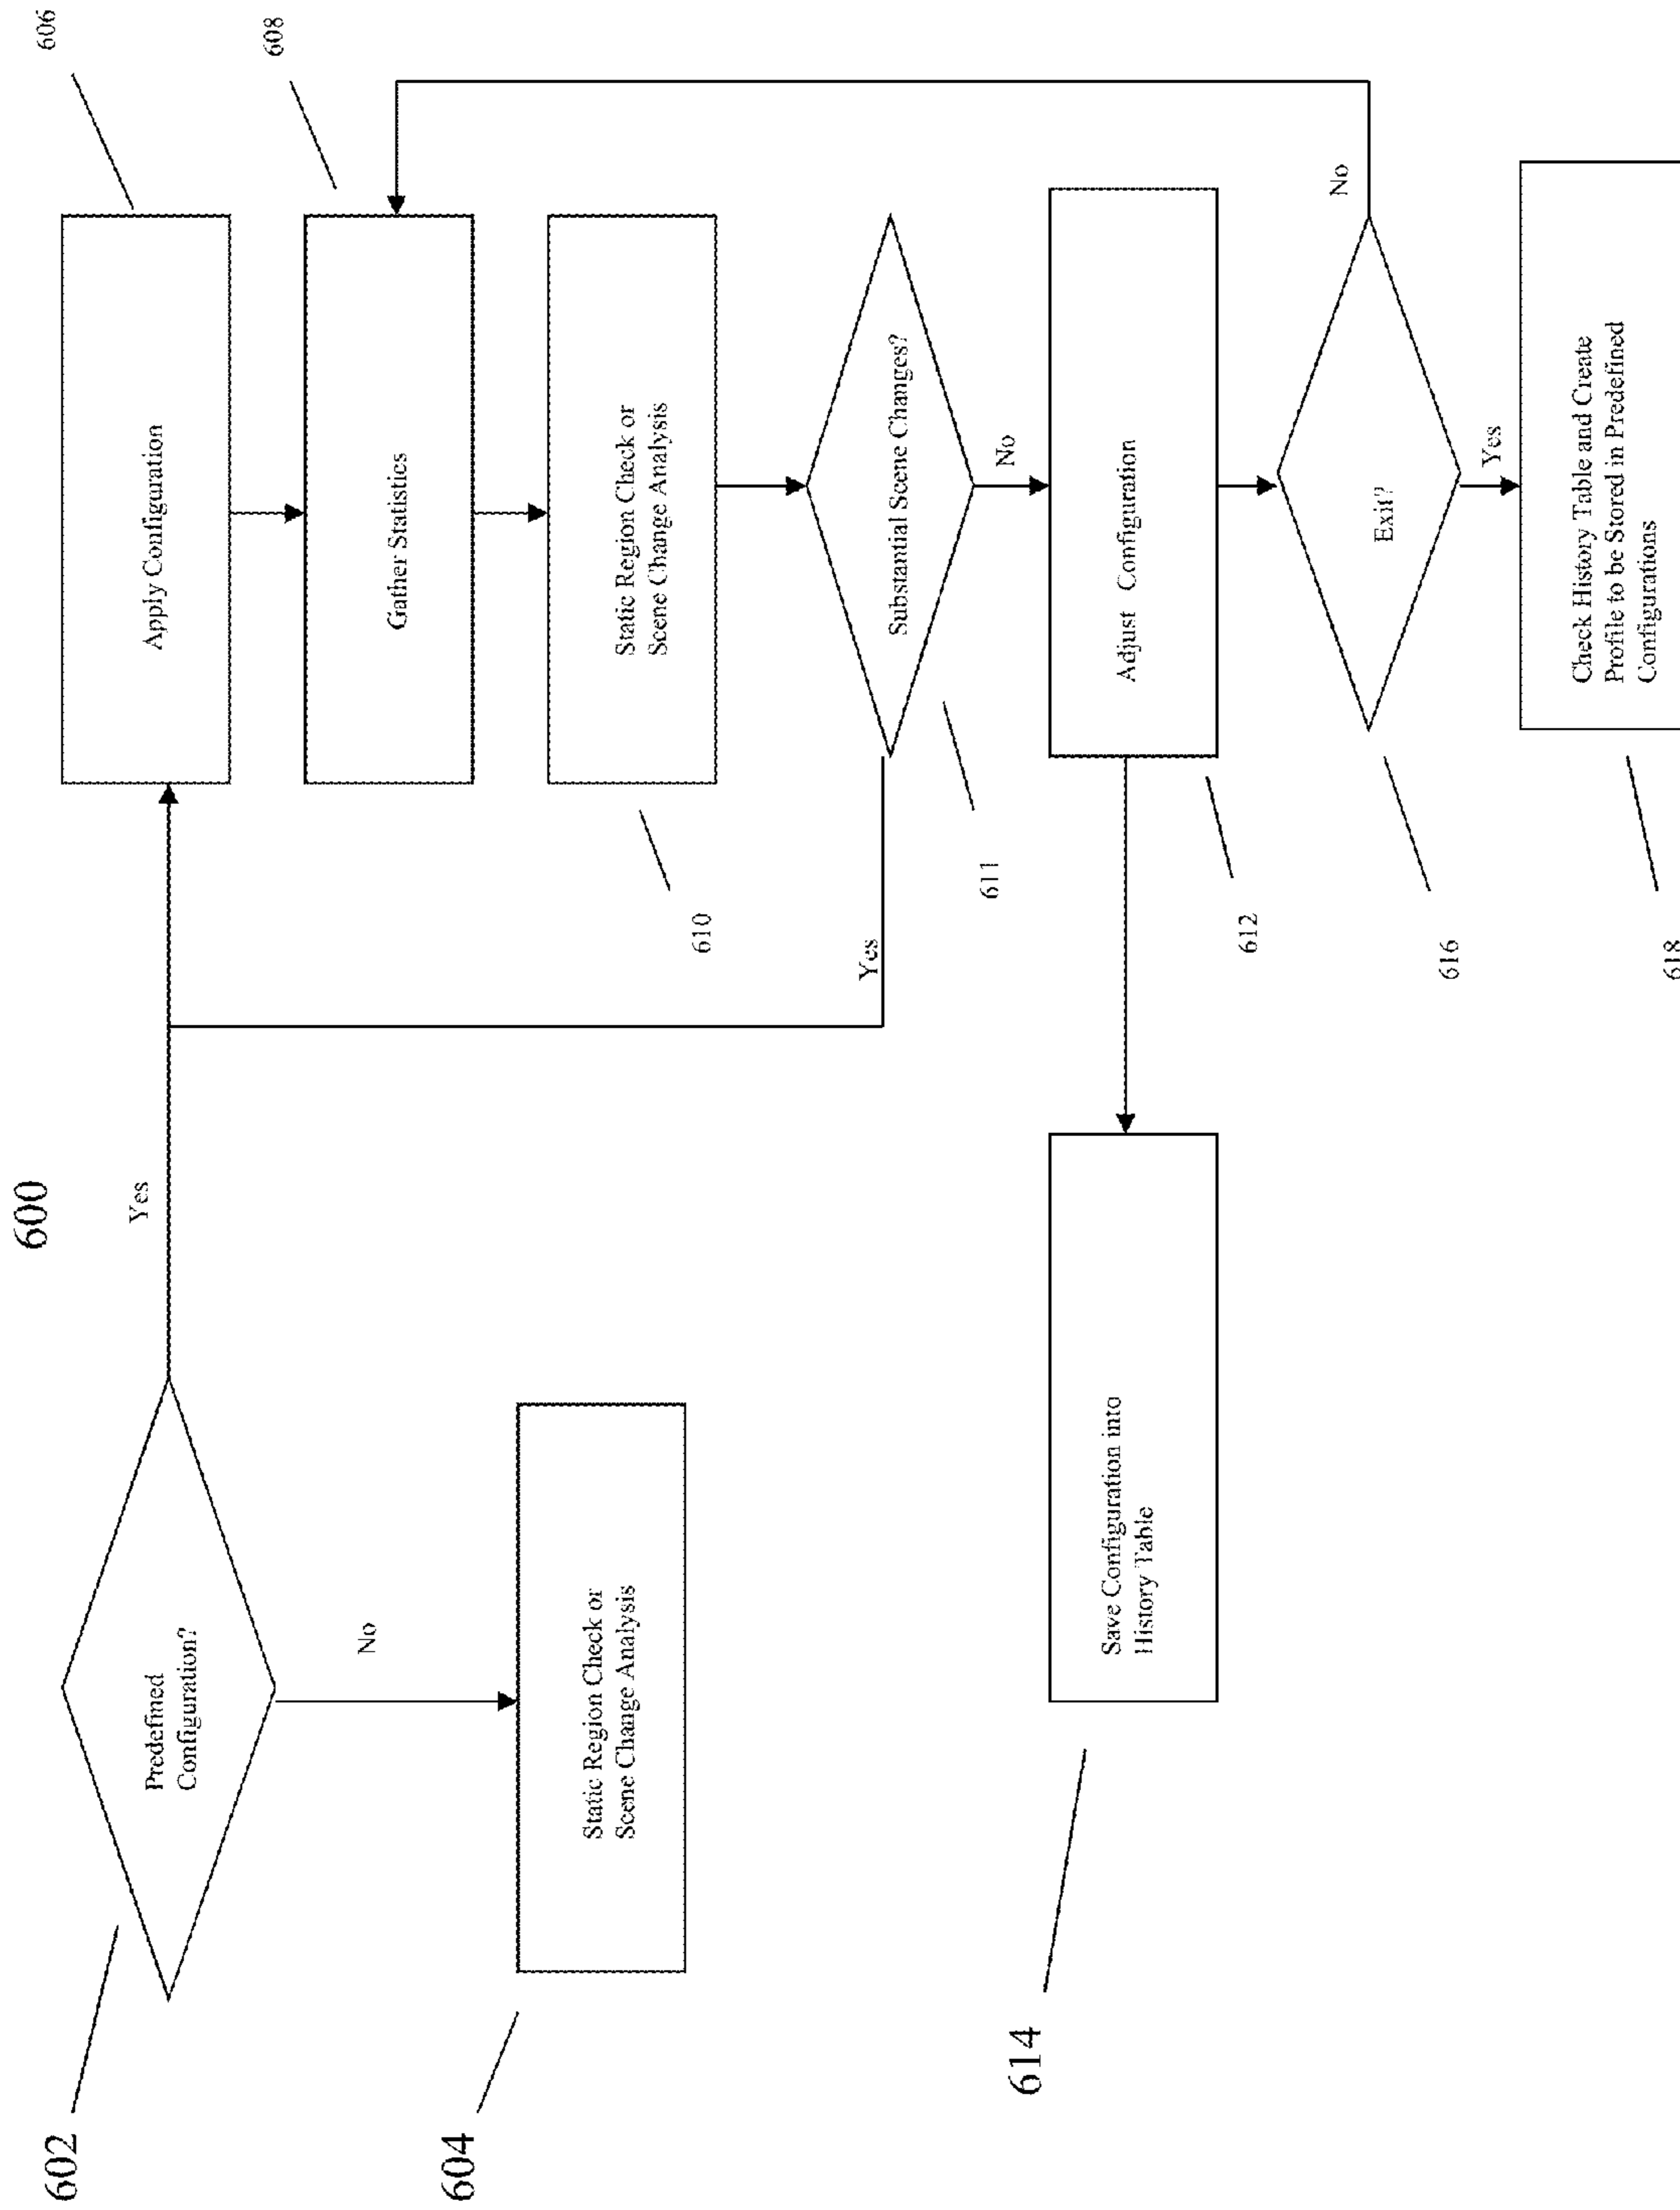 600
602
Predefined
Configuration?
Yes
No
604
Static Region Check or
Scene Change Analysis
606
Apply Configuration
608
Gather Statistics
610
Static Region Check or
Scene Change Analysis
611
Substantial Scene Changes?
Yes
No
612
Adjust Configuration
614
Save Configuration into
History Table
616
Exit?
No
Yes
618
Check History Table and Create
Profile to be Stored in Predefined
Configurations